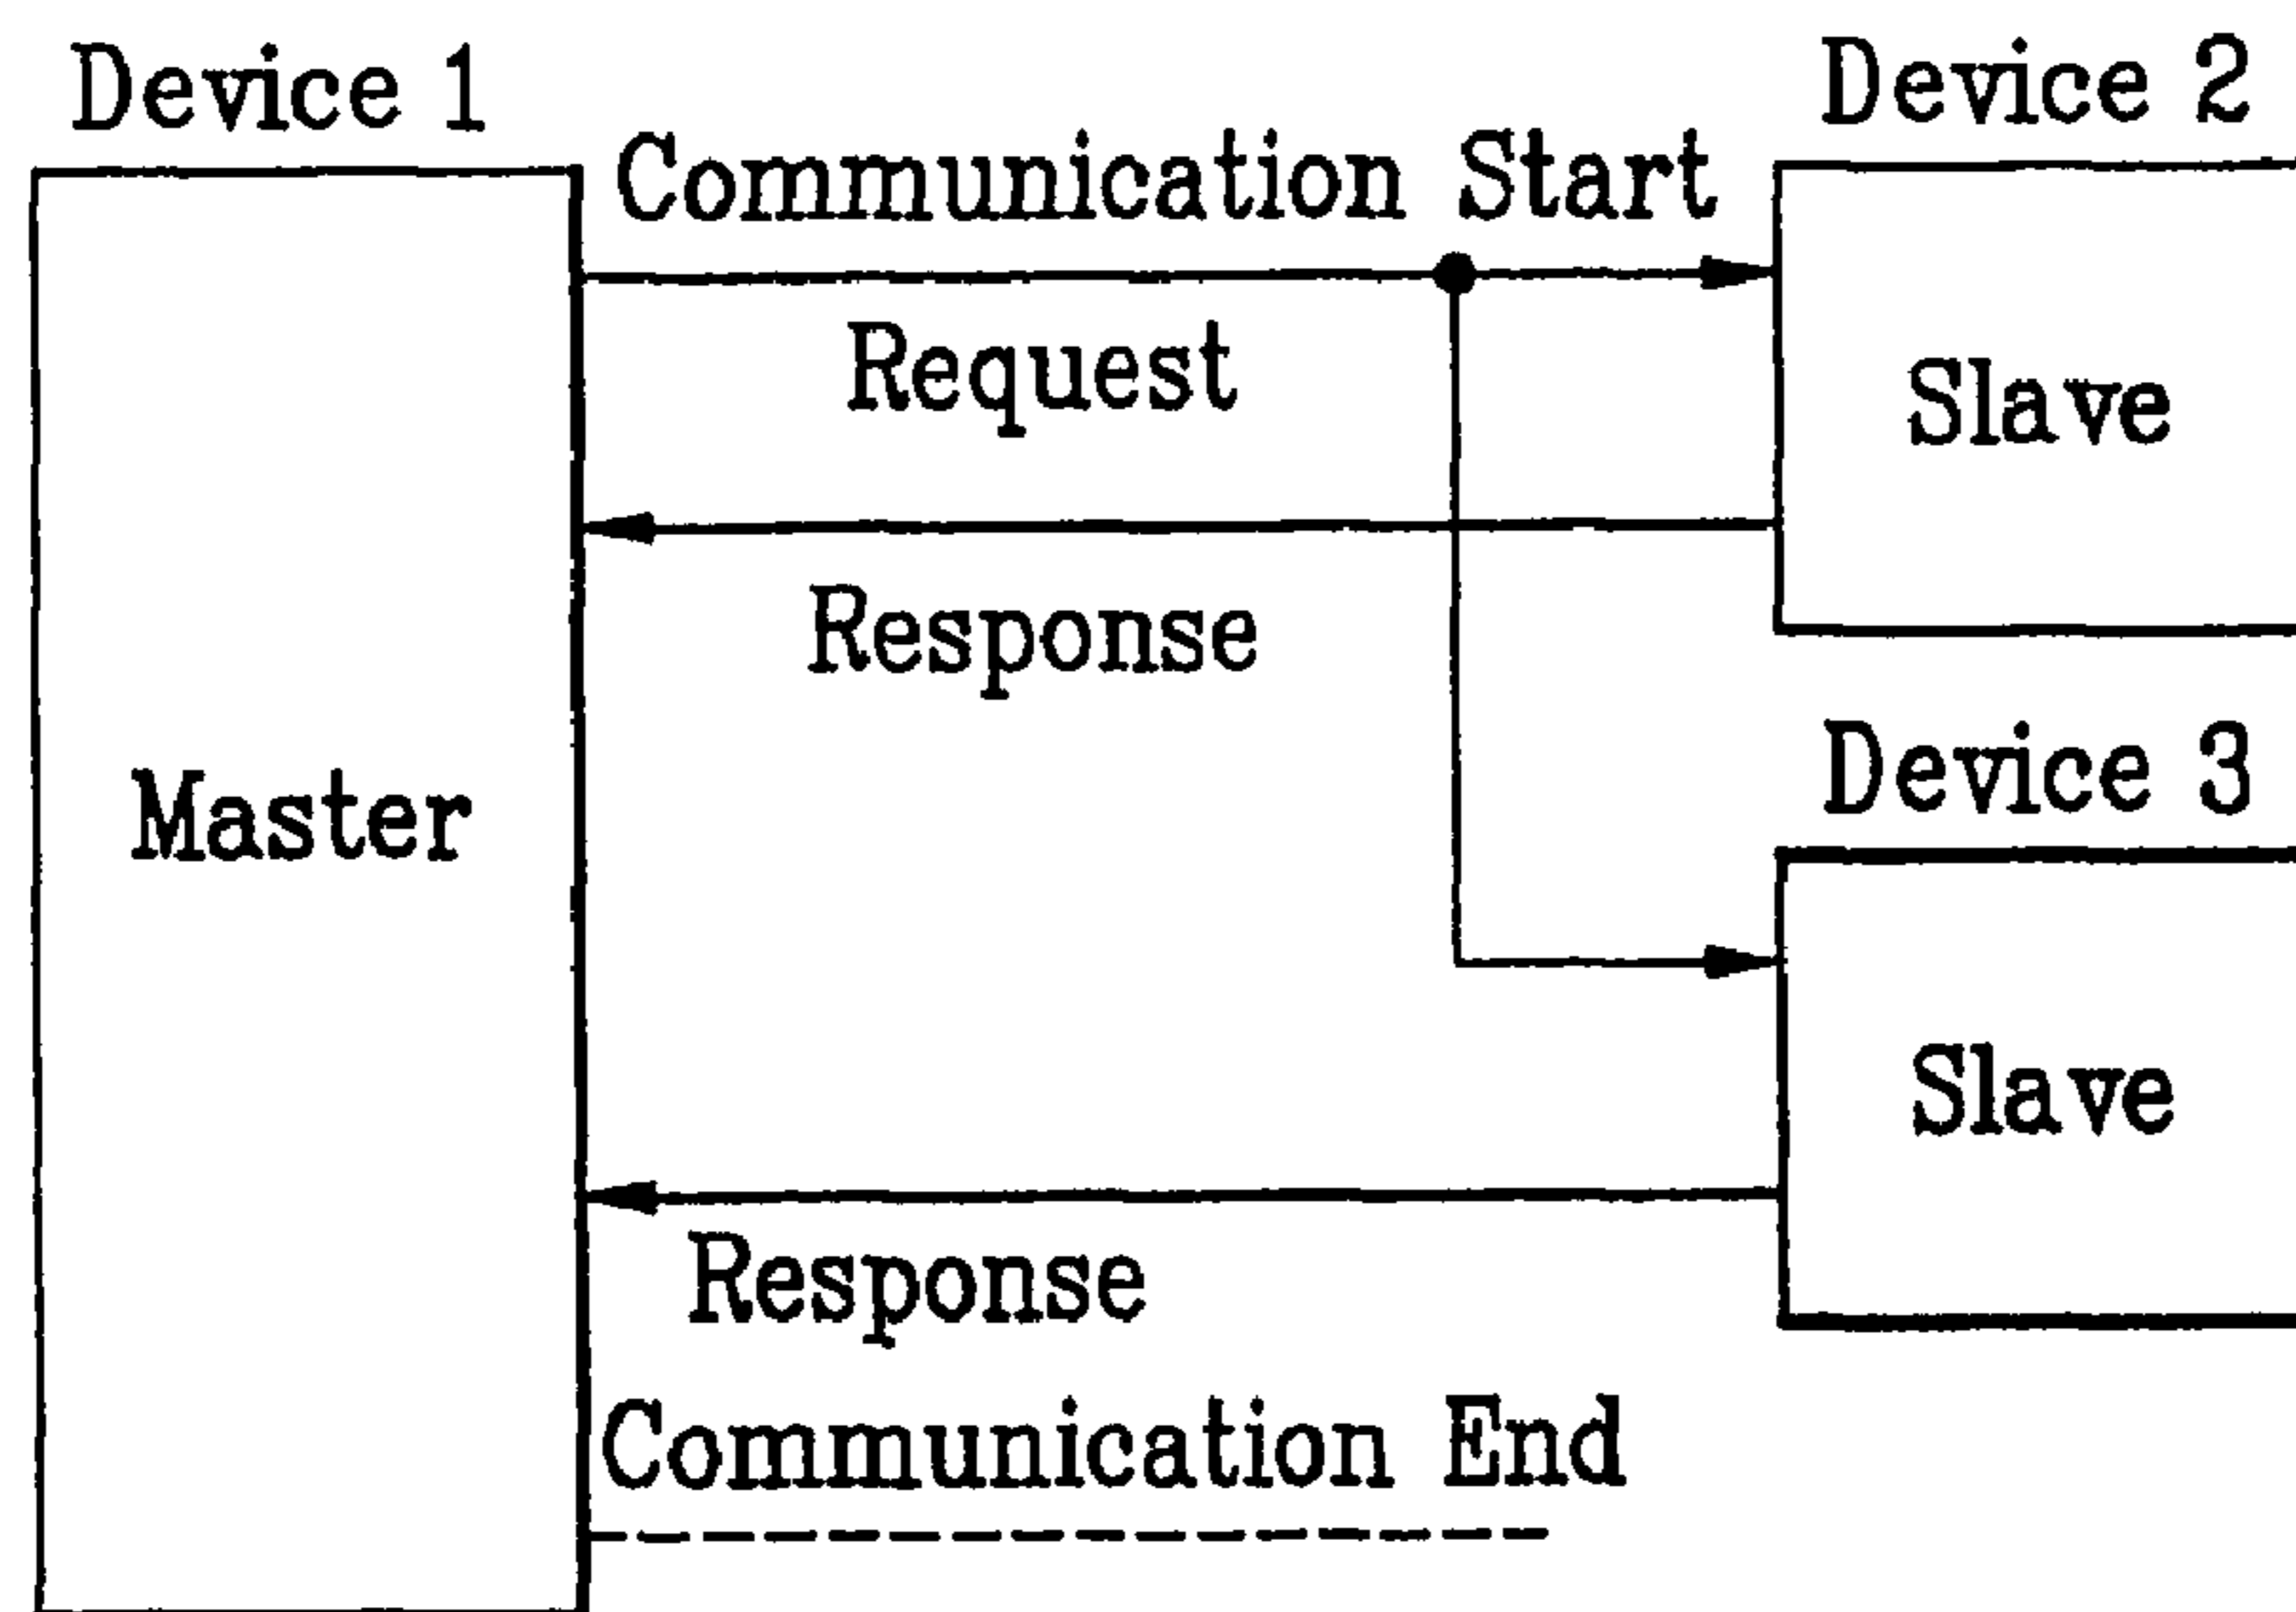 Device 1
Device 2
Communication Start
Request
Slave
Response
Device 3
Master
Slave
Response
Communication End